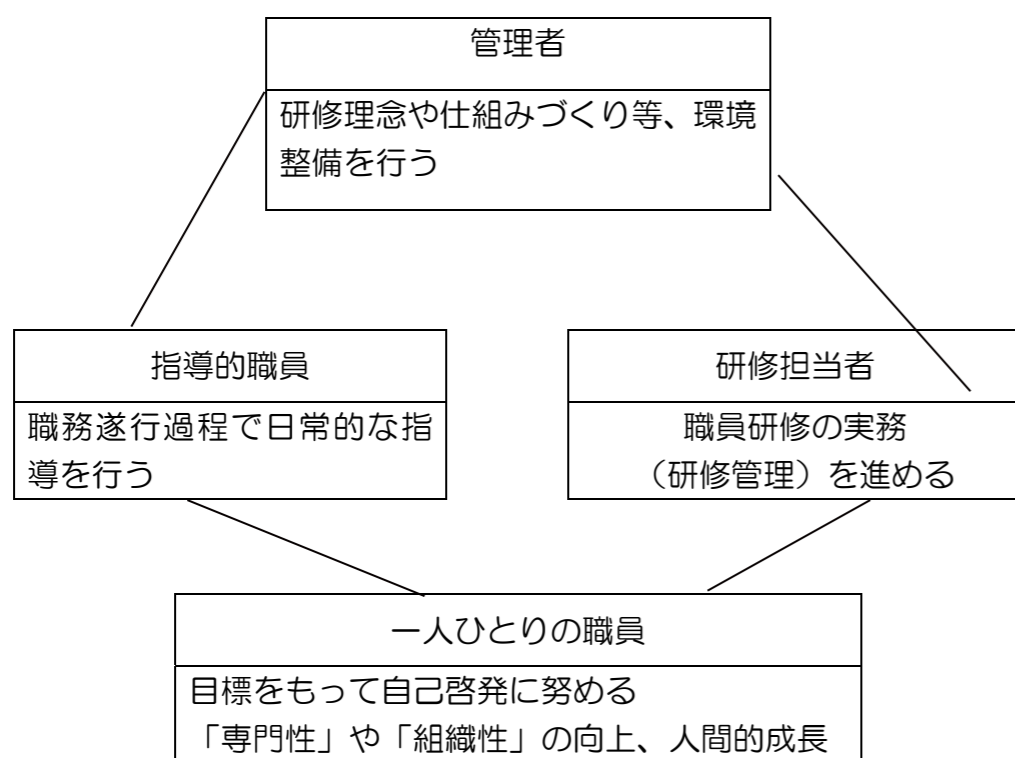 管理者
研修理念や仕組みづくり等、環境
整備を行う
指導的職員
職務遂行過程で日常的な指
導を行う
研修担当者
職員研修の実務
（研修管理）を進める
一人ひとりの職員
目標をもって自己啓発に努める
「専門性」や「組織性」の向上、人間的成長